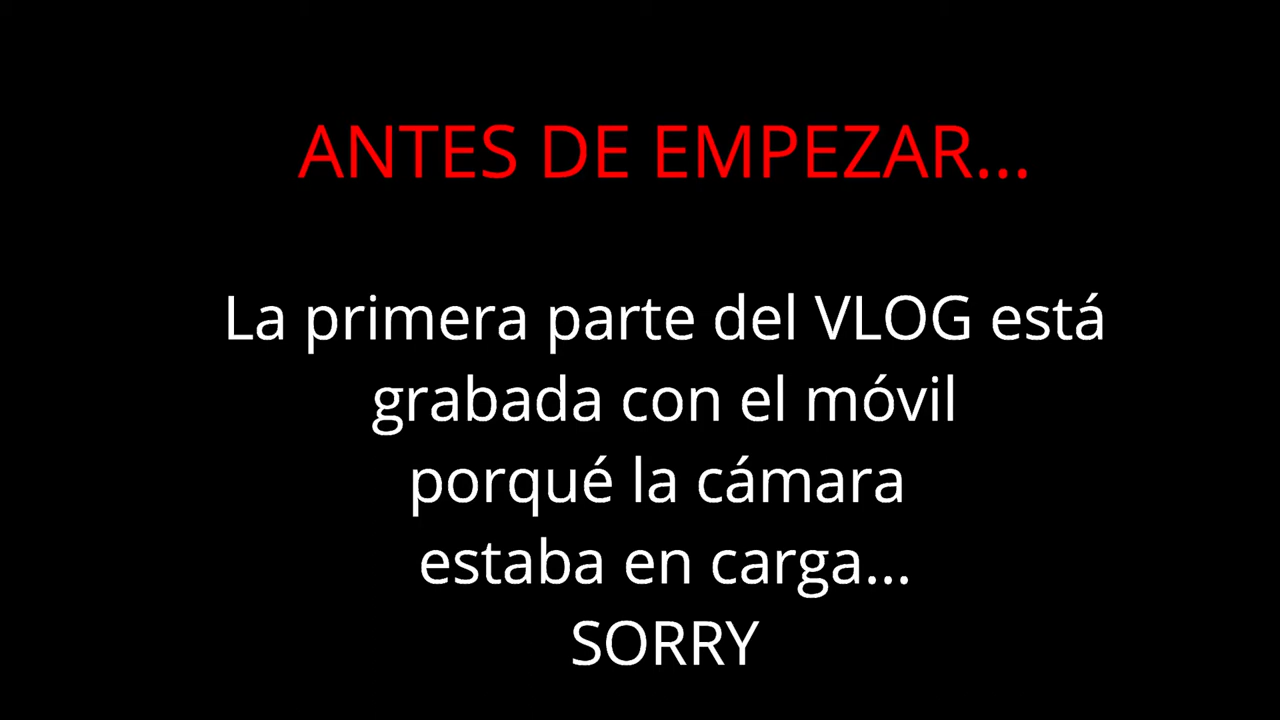 ANTES DE EMPEZAR...
La primera parte del VLOG está
grabada con el móvil
porqué la cámara
estaba en carga...
SORRY